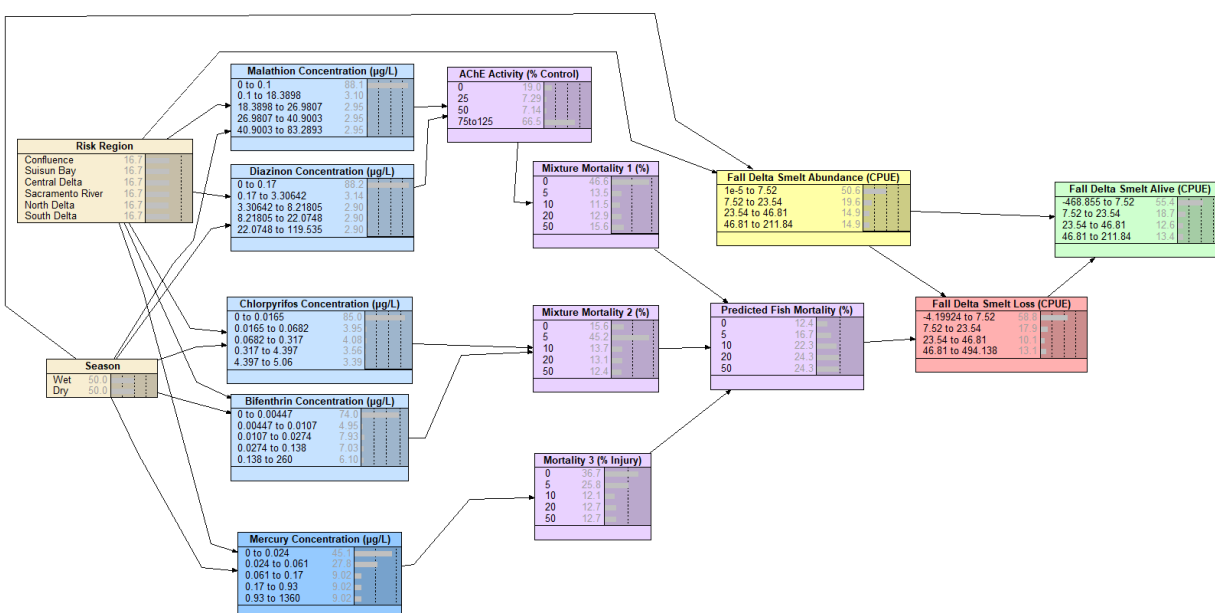 Malathion Concentration (µg/L)
0 to 0.1 88.1
0.1 to 18.3898 3.10
18.3898 to 26.9807 2.95
26.9807 to 40.9003 2.95
40.9003 to 83.2893 2.95
AChE Activity (% Control)
0 19.0
25 7.29
50 7.14
75to125 66.5
Risk Region
Confluence 16.7
Suisun Bay 16.7
Central Delta 16.7
Sacramento River 16.7
North Delta 16.7
South Delta 16.7
Diazinon Concentration (µg/L)
0 to 0.17 88.2
0.17 to 3.30642 3.14
3.30642 to 8.21805 2.90
8.21805 to 22.0748 2.90
22.0748 to 119.535 2.90
Mixture Mortality 1 (%)
0 46.6
5 13.5
10 11.5
20 12.9
50 15.6
Fall Delta Smelt Abundance (CPUE)
1e-5 to 7.52 50.6
7.52 to 23.54 19.6
23.54 to 46.81 14.9
46.81 to 211.84 14.9
Fall Delta Smelt Alive (CPUE)
-468.855 to 7.52 55.4
7.52 to 23.54 18.7
23.54 to 46.81 12.6
46.81 to 211.84 13.4
Chlorpyrifos Concentration (µg/L)
0 to 0.0165 85.0
0.0165 to 0.0682 3.95
0.0682 to 0.317 4.08
0.317 to 4.397 3.56
4.397 to 5.06 3.39
Mixture Mortality 2 (%)
0 15.6
5 45.2
10 13.7
20 13.1
50 12.4
Predicted Fish Mortality (%)
0 12.4
5 16.7
10 22.3
20 24.3
50 24.3
Fall Delta Smelt Loss (CPUE)
-4.19924 to 7.52 58.8
7.52 to 23.54 17.9
23.54 to 46.81 10.1
46.81 to 494.138 13.1
Season
Wet 50.0
Dry 50.0
Bifenthrin Concentration (µg/L)
0 to 0.00447 74.0
0.00447 to 0.0107 4.95
0.0107 to 0.0274 7.93
0.0274 to 0.138 7.03
0.138 to 260 6.10
Mortality 3 (% Injury)
0 36.7
5 25.8
10 12.1
20 12.7
50 12.7
Mercury Concentration (µg/L)
0 to 0.024 45.1
0.024 to 0.061 27.8
0.061 to 0.17 9.02
0.17 to 0.93 9.02
0.93 to 1360 9.02